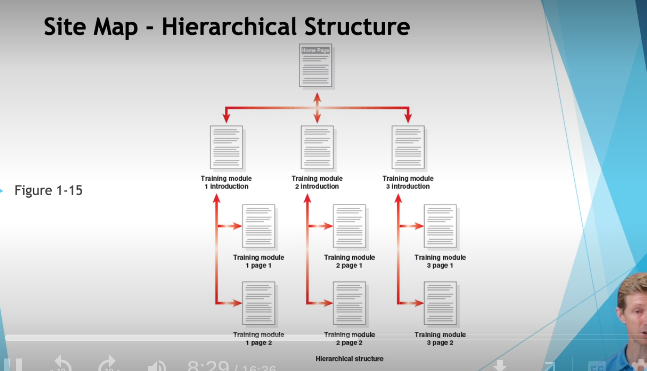 Site Map - Hierarchical Structure
Home Page
Training module
1 introduction
Training module
2 introduction
Training module
3 introduction
Figure 1-15
Training module
1 page 1
Training module
2 page 1
Training module
3 page 1
Training module
1 page 2
Training module
2 page 2
Training module
3 page 2
Hierarchical structure
8:29 / 16:36